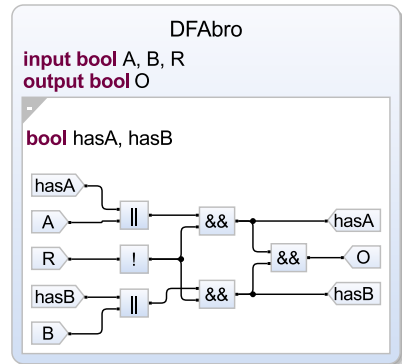 DFAbro
input bool A, B, R
output bool O
-
bool hasA, hasB
hasA
A
||
&&
hasA
R
!
&&
O
hasB
B
||
&&
hasB